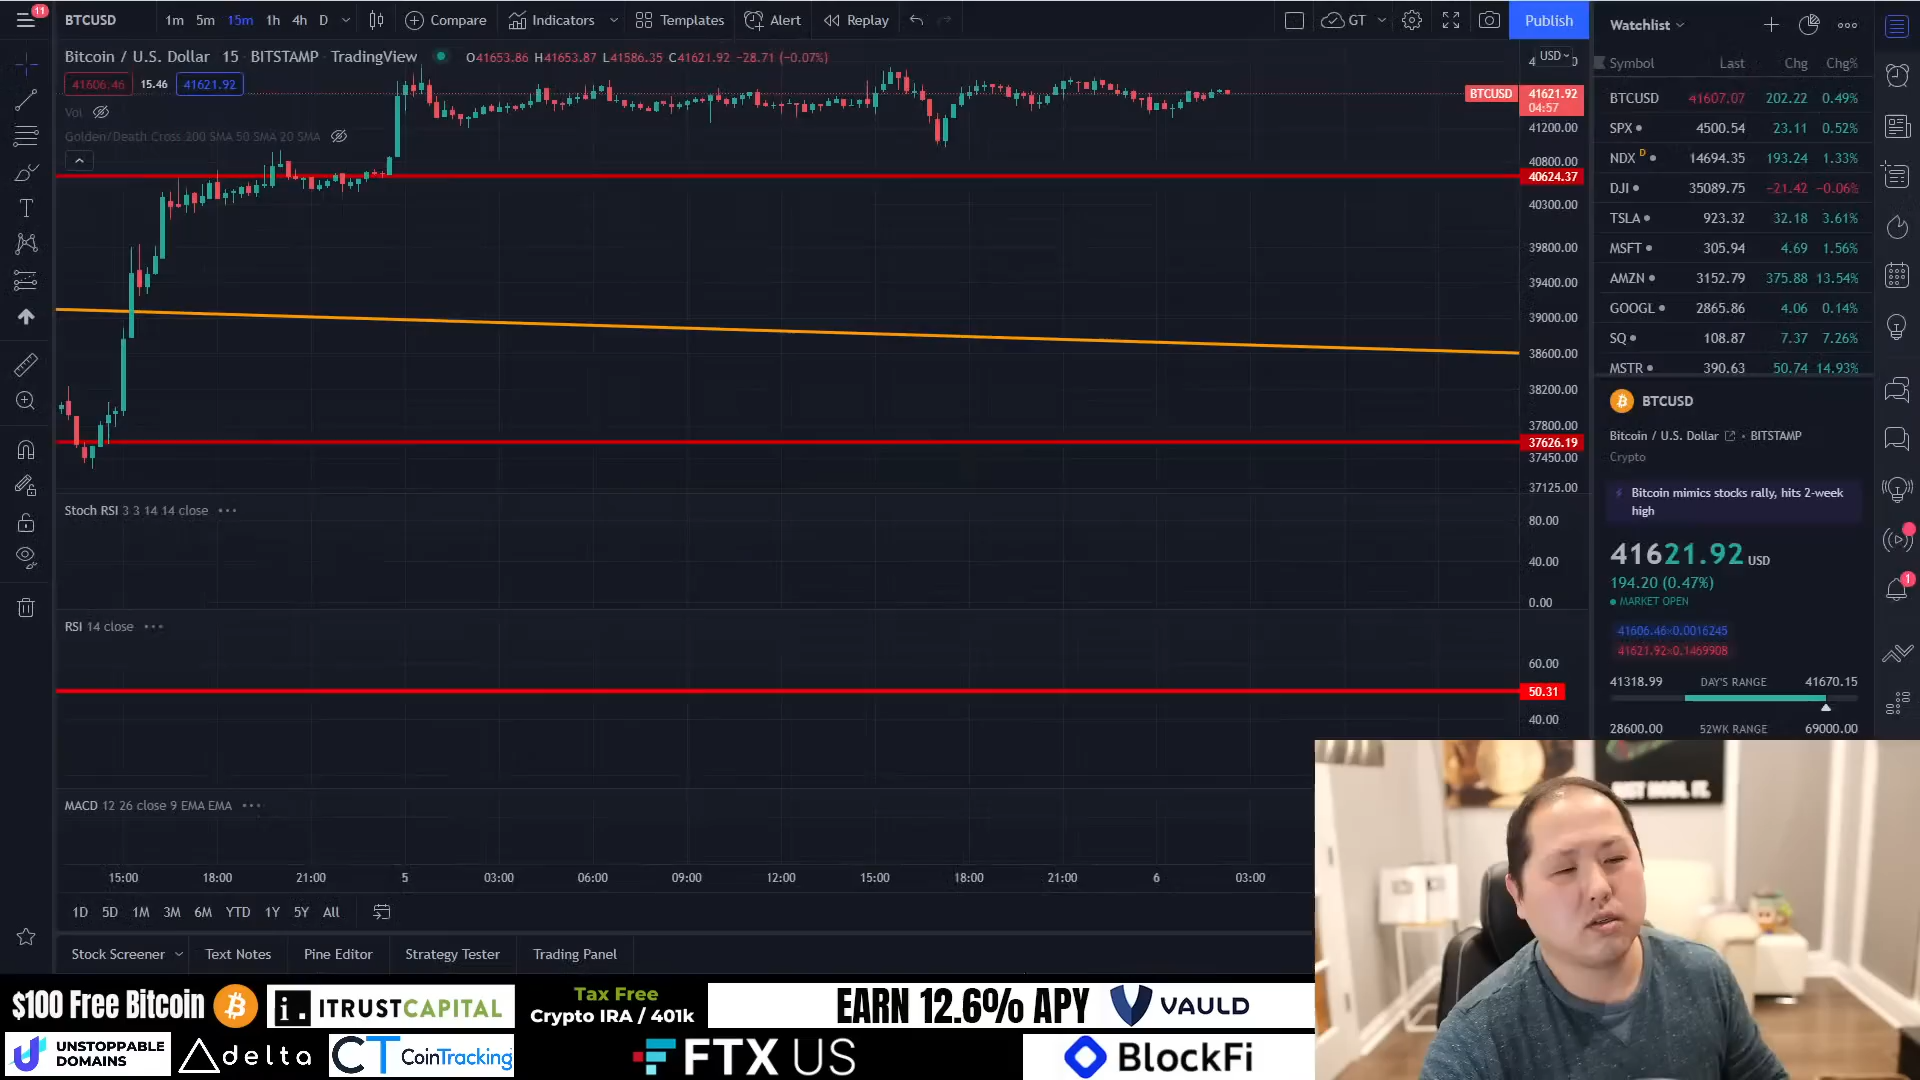 11
BTCUSD
1m 5m 15m 1h 4h D
Compare
Indicators
Templates
Alert
Replay
GT
Publish
Bitcoin / U.S. Dollar 15 BITSTAMP TradingView
O41653.86 H41653.87 L41586.35 C41621.92 -28.71 (-0.07%)
41606.46 15.46 41621.92
Vol
Golden/Death Cross 200 SMA 50 SMA 20 SMA
USD
BTCUSD 41621.92
04:57
41200.00
40800.00
40624.37
40300.00
39800.00
39400.00
39000.00
38600.00
38200.00
37800.00
37626.19
37450.00
37125.00
Stoch RSI 3 3 14 14 close
80.00
40.00
0.00
RSI 14 close
60.00
50.31
40.00
MACD 12 26 close 9 EMA EMA
15:00 18:00 21:00 5 03:00 06:00 09:00 12:00 15:00 18:00 21:00 6 03:00
1D 5D 1M 3M 6M YTD 1Y 5Y All
Stock Screener
Text Notes
Pine Editor
Strategy Tester
Trading Panel
Watchlist
Symbol Last Chg Chg%
BTCUSD 41607.07 202.22 0.49%
SPX 4500.54 23.11 0.52%
NDX D 14694.35 193.24 1.33%
DJI 35089.75 -21.42 -0.06%
TSLA 923.32 32.18 3.61%
MSFT 305.94 4.69 1.56%
AMZN 3152.79 375.88 13.54%
GOOGL 2865.86 4.06 0.14%
SQ 108.87 7.37 7.26%
MSTR 390.63 50.74 14.93%
BTCUSD
Bitcoin / U.S. Dollar • BITSTAMP
Crypto
Bitcoin mimics stocks rally, hits 2-week
high
41621.92 USD
194.20 (0.47%)
MARKET OPEN
41606.46×0.0016245
41621.92×0.1469908
41318.99 DAY'S RANGE 41670.15
28600.00 52WK RANGE 69000.00
1
$100 Free Bitcoin
i. ITRUSTCAPITAL
Tax Free
Crypto IRA / 401k
EARN 12.6% APY
VAULD
UNSTOPPABLE
DOMAINS
delta
CT CoinTracking
FTX US
BlockFi